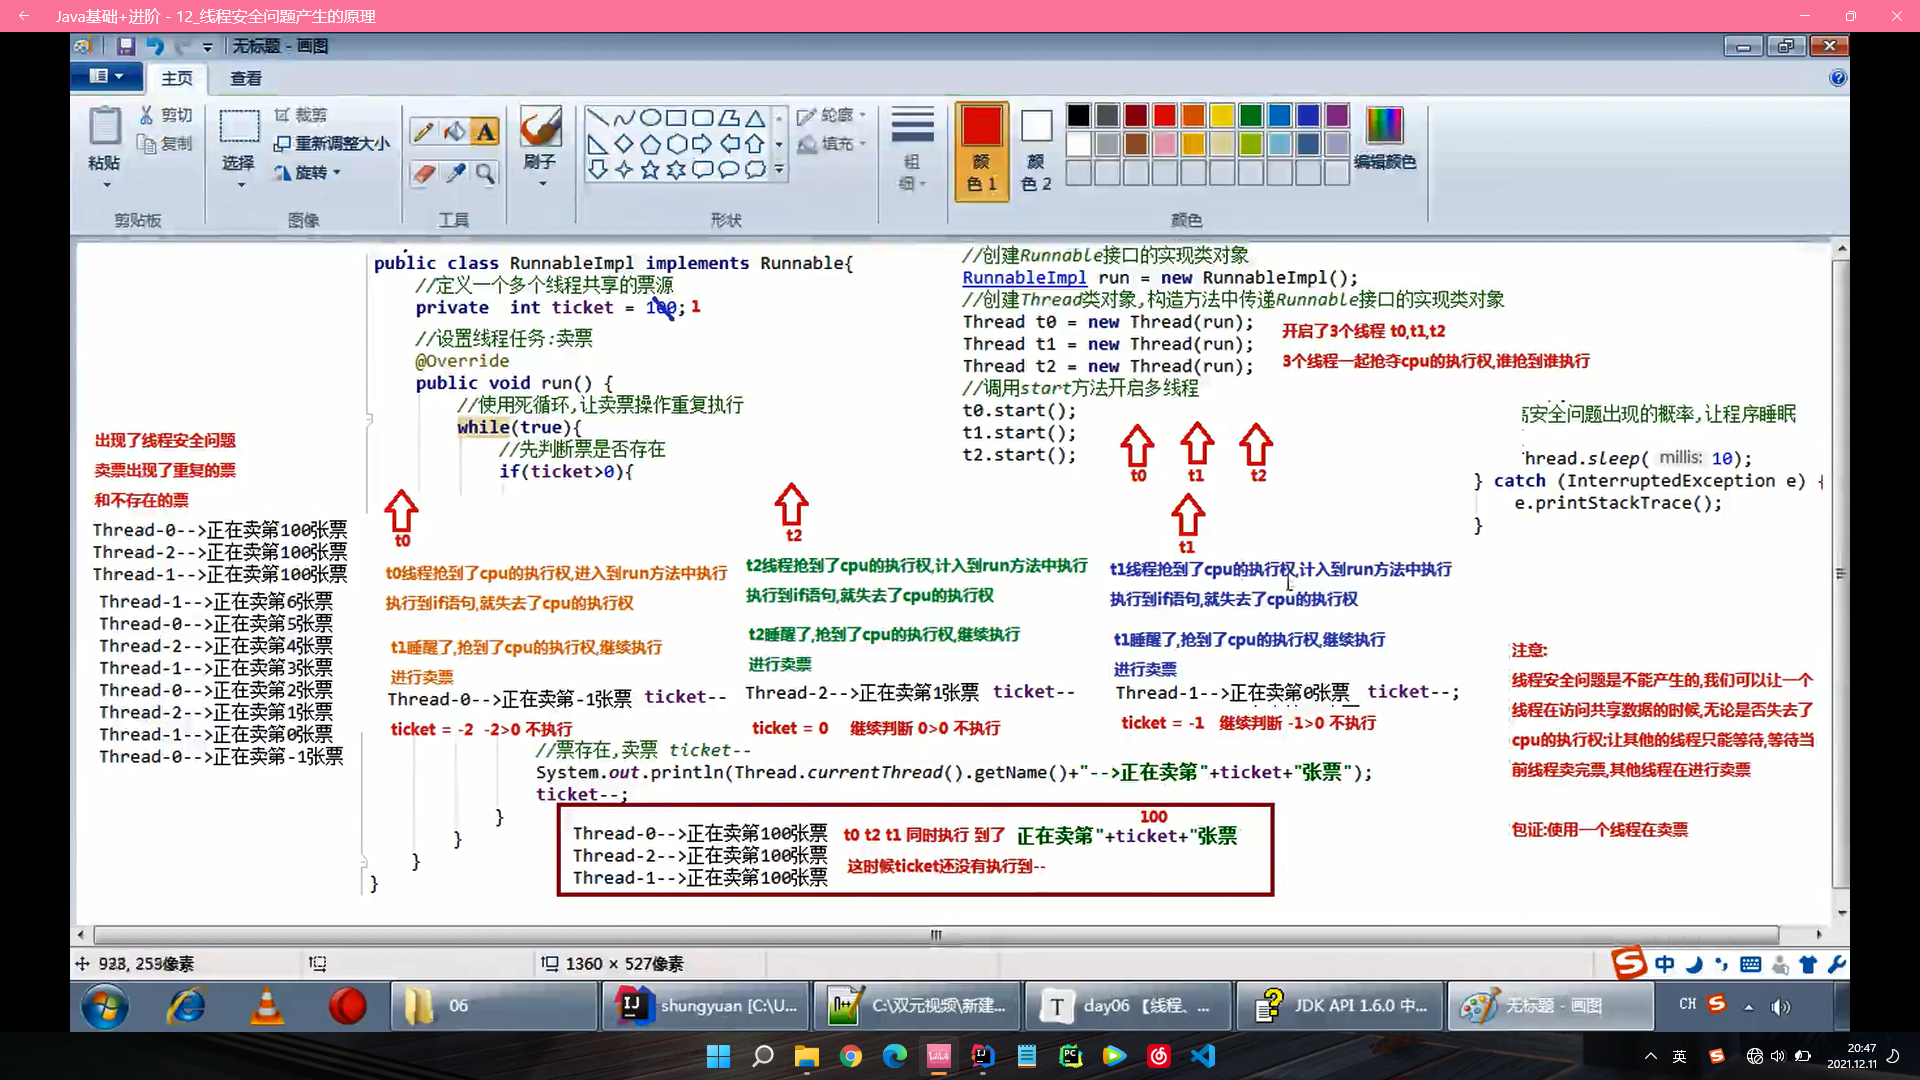 Java基础+进阶 - 12_线程安全问题产生的原理
无标题 - 画图
主页
查看
粘贴
剪切
复制
剪贴板
选择
裁剪
重新调整大小
旋转
图像
A
工具
刷子
轮廓
填充
形状
粗细
颜色 1
颜色 2
编辑颜色
颜色
public class RunnableImpl implements Runnable{
//定义一个多个线程共享的票源
private int ticket = 100; 1
//设置线程任务:卖票
@Override
public void run() {
//使用死循环,让卖票操作重复执行
while(true){
//先判断票是否存在
if(ticket>0){
//创建Runnable接口的实现类对象
RunnableImpl run = new RunnableImpl();
//创建Thread类对象,构造方法中传递Runnable接口的实现类对象
Thread t0 = new Thread(run);
Thread t1 = new Thread(run);
Thread t2 = new Thread(run);
//调用start方法开启多线程
t0.start();
t1.start();
t2.start();
开启了3个线程 t0,t1,t2
3个线程一起抢夺cpu的执行权,谁抢到谁执行
t0
t1
t2
t1
高安全问题出现的概率,让程序睡眠
Thread.sleep( millis: 10);
} catch (InterruptedException e) {
e.printStackTrace();
}
出现了线程安全问题
卖票出现了重复的票
和不存在的票
Thread-0-->正在卖第100张票
Thread-2-->正在卖第100张票
Thread-1-->正在卖第100张票
Thread-1-->正在卖第6张票
Thread-0-->正在卖第5张票
Thread-2-->正在卖第4张票
Thread-1-->正在卖第3张票
Thread-0-->正在卖第2张票
Thread-2-->正在卖第1张票
Thread-1-->正在卖第0张票
Thread-0-->正在卖第-1张票
t0
t0线程抢到了cpu的执行权,进入到run方法中执行
执行到if语句,就失去了cpu的执行权
t1睡醒了,抢到了cpu的执行权,继续执行
进行卖票
Thread-0-->正在卖第-1张票 ticket--
ticket = -2 -2>0 不执行
t2
t2线程抢到了cpu的执行权,计入到run方法中执行
执行到if语句,就失去了cpu的执行权
t2睡醒了,抢到了cpu的执行权,继续执行
进行卖票
Thread-2-->正在卖第1张票 ticket--
ticket = 0 继续判断 0>0 不执行
t1线程抢到了cpu的执行权,计入到run方法中执行
执行到if语句,就失去了cpu的执行权
t1睡醒了,抢到了cpu的执行权,继续执行
进行卖票
Thread-1-->正在卖第0张票 ticket--;
ticket = -1 继续判断 -1>0 不执行
注意:
线程安全问题是不能产生的,我们可以让一个
线程在访问共享数据的时候,无论是否失去了
cpu的执行权;让其他的线程只能等待,等待当
前线程卖完票,其他线程在进行卖票
包证:使用一个线程在卖票
//票存在,卖票 ticket--
System.out.println(Thread.currentThread().getName()+"-->正在卖第"+ticket+"张票");
ticket--;
}
}
}
}
Thread-0-->正在卖第100张票
Thread-2-->正在卖第100张票
Thread-1-->正在卖第100张票
100
t0 t2 t1 同时执行 到了 正在卖第"+ticket+"张票
这时候ticket还没有执行到--
923, 253像素
1360 × 527像素
中
06
shungyuan [C:\U...
C:\双元视频\新建...
day06 【线程、...
JDK API 1.6.0 中...
无标题 - 画图
CH
英
20:47
2021.12.11